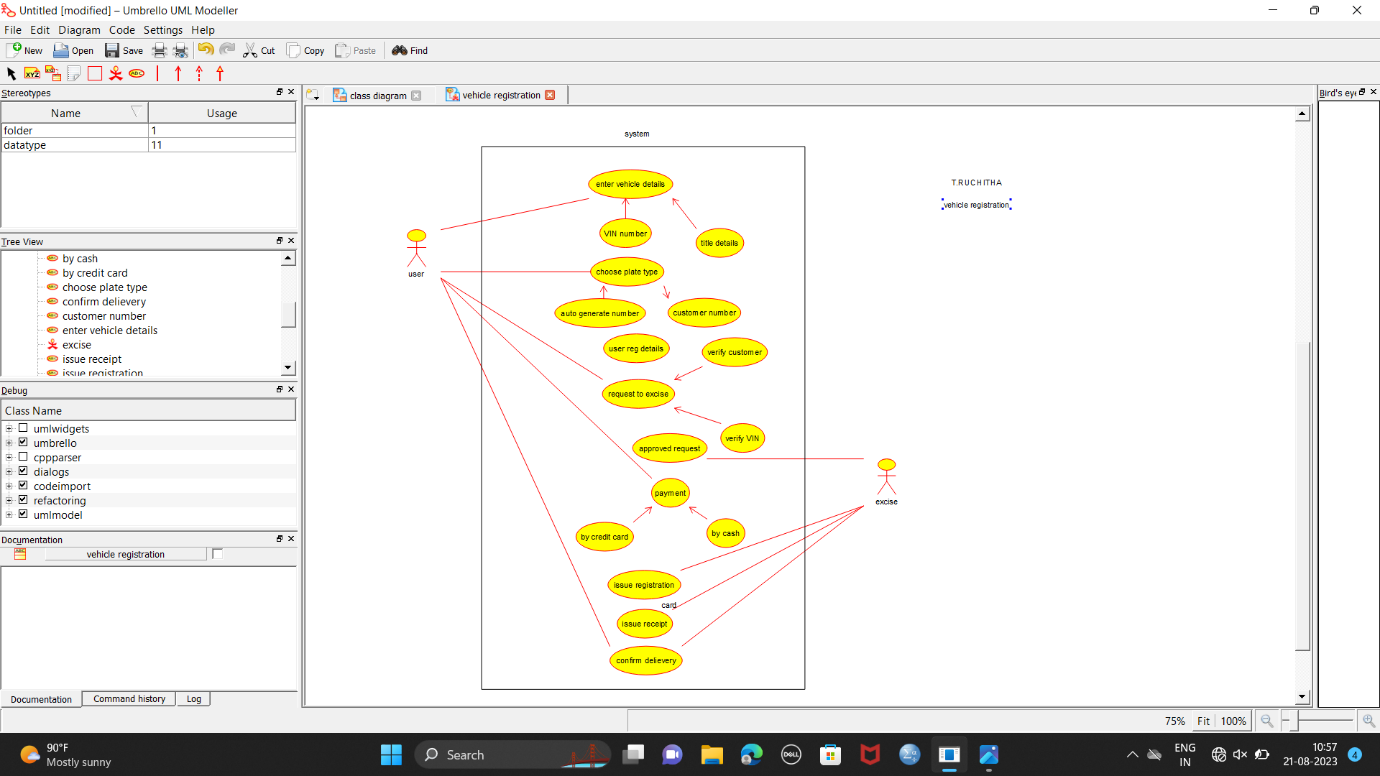 Untitled [modified] – Umbrello UML Modeller
File Edit Diagram Code Settings Help
New Open Save Cut Copy Paste Find
XYZ ABC
Stereotypes
Name Usage
folder 1
datatype 11
Tree View
by cash
by credit card
choose plate type
confirm delievery
customer number
enter vehicle details
excise
issue receipt
issue registration
Debug
Class Name
umlwidgets
umbrello
cppparser
dialogs
codeimport
refactoring
umlmodel
Documentation
vehicle registration
Documentation Command history Log
class diagram vehicle registration
Bird's eye
system
enter vehicle details
VIN number
title details
user
choose plate type
auto generate number
customer number
user reg details
verify customer
request to excise
verify VIN
approved request
payment
excise
by credit card
by cash
issue registration
card
issue receipt
confirm delievery
T.RUCHITHA
vehicle registration
75% Fit 100%
90°F
Mostly sunny
Search
DELL
ENG
IN
10:57
21-08-2023
4